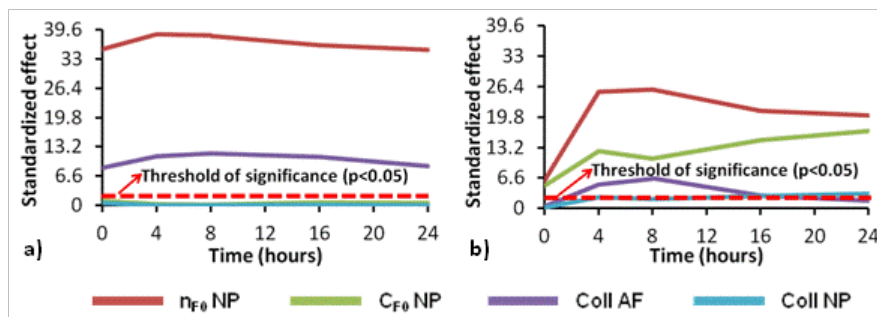 Standardized effect
39.6
33
26.4
19.8
13.2
6.6
0
Threshold of significance (p<0.05)
0 4 8 12 16 20 24
Time (hours)
a)
Standardized effect
39.6
33
26.4
19.8
13.2
6.6
0
Threshold of significance (p<0.05)
0 4 8 12 16 20 24
Time (hours)
b)
nF0 NP CF0 NP Coll AF Coll NP